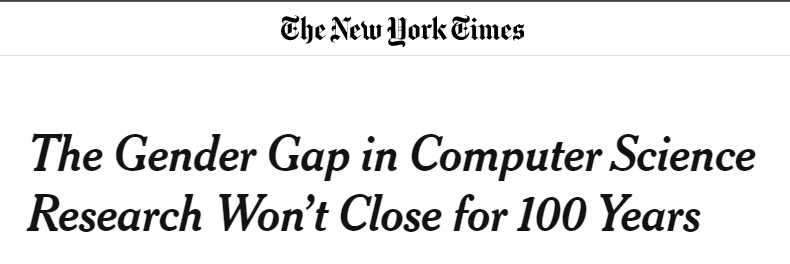 The New York Times
The Gender Gap in Computer Science
Research Won’t Close for 100 Years